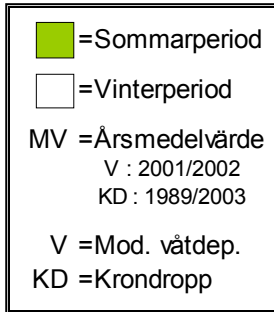 =Sommarperiod
=Vinterperiod
MV =Årsmedelvärde
V : 2001/2002
KD : 1989/2003
V =Mod. våtdep.
KD =Krondropp